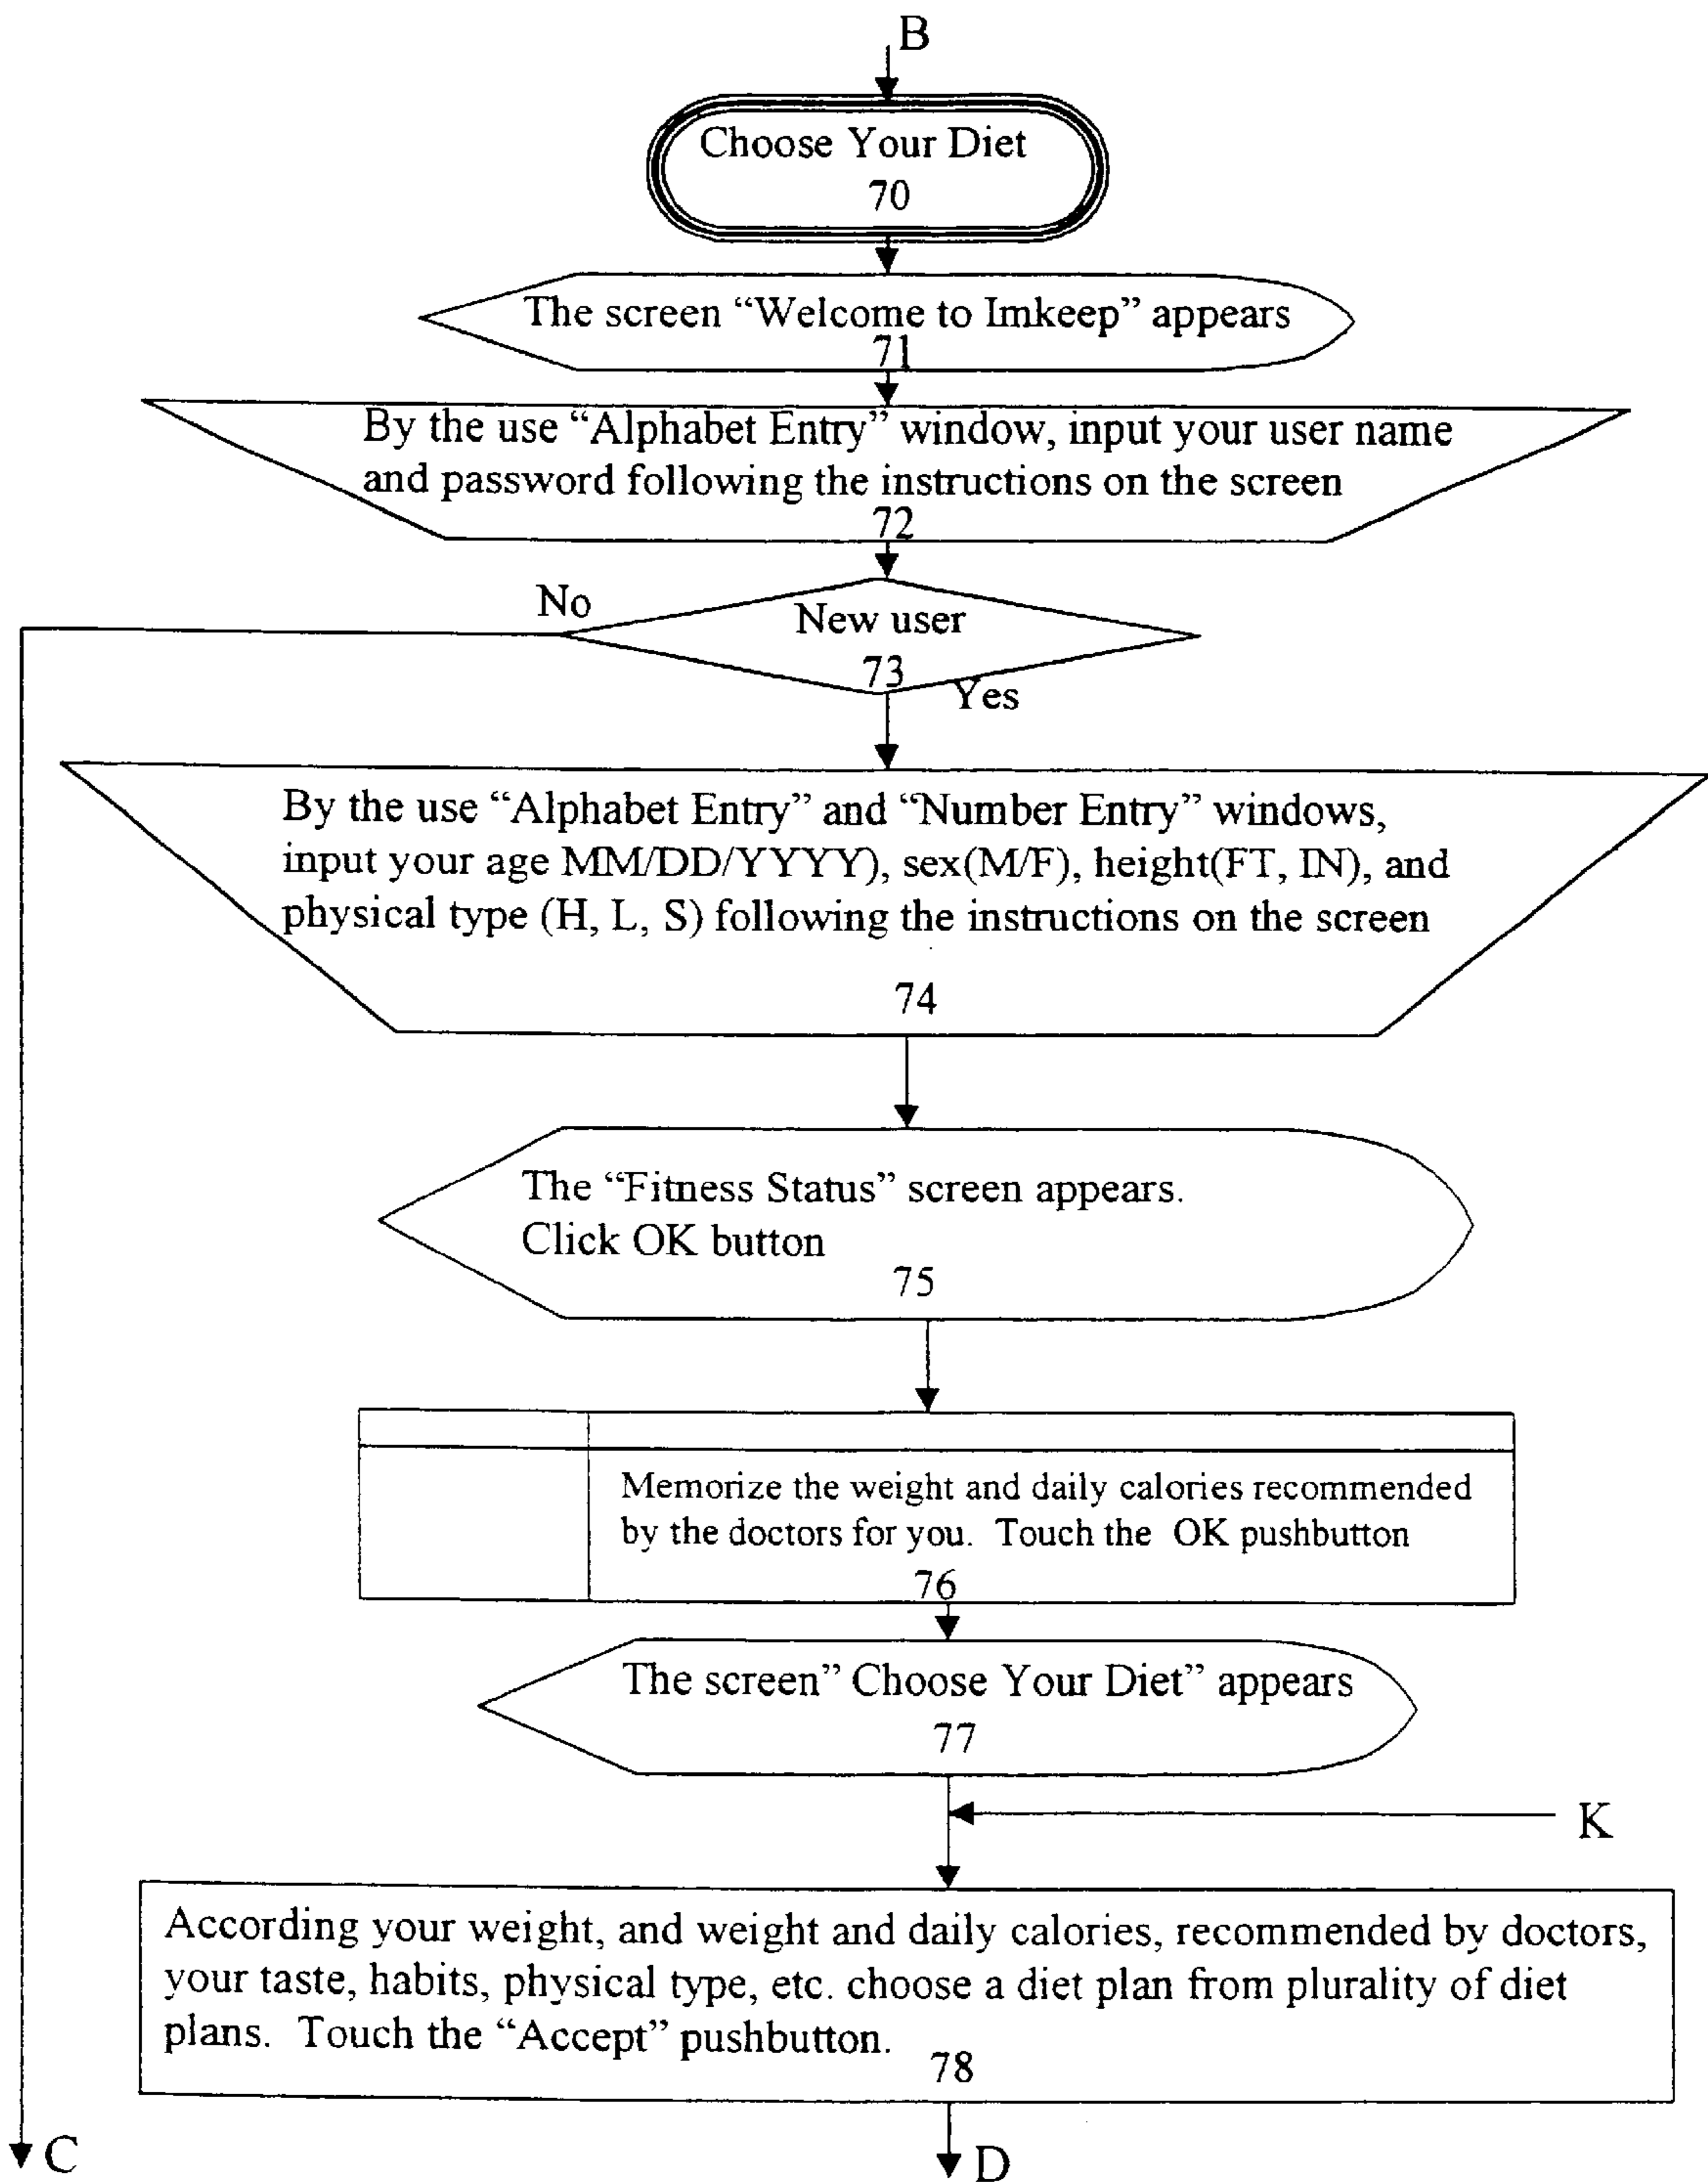 B
Choose Your Diet
70
The screen “Welcome to Imkeep” appears
71
By the use “Alphabet Entry” window, input your user name
and password following the instructions on the screen
72
No
New user
73
Yes
By the use “Alphabet Entry” and “Number Entry” windows,
input your age MM/DD/YYYY), sex(M/F), height(FT, IN), and
physical type (H, L, S) following the instructions on the screen
74
The “Fitness Status” screen appears.
Click OK button
75
Memorize the weight and daily calories recommended
by the doctors for you. Touch the OK pushbutton
76
The screen” Choose Your Diet” appears
77
K
According your weight, and weight and daily calories, recommended by doctors,
your taste, habits, physical type, etc. choose a diet plan from plurality of diet
plans. Touch the “Accept” pushbutton.
78
C
D